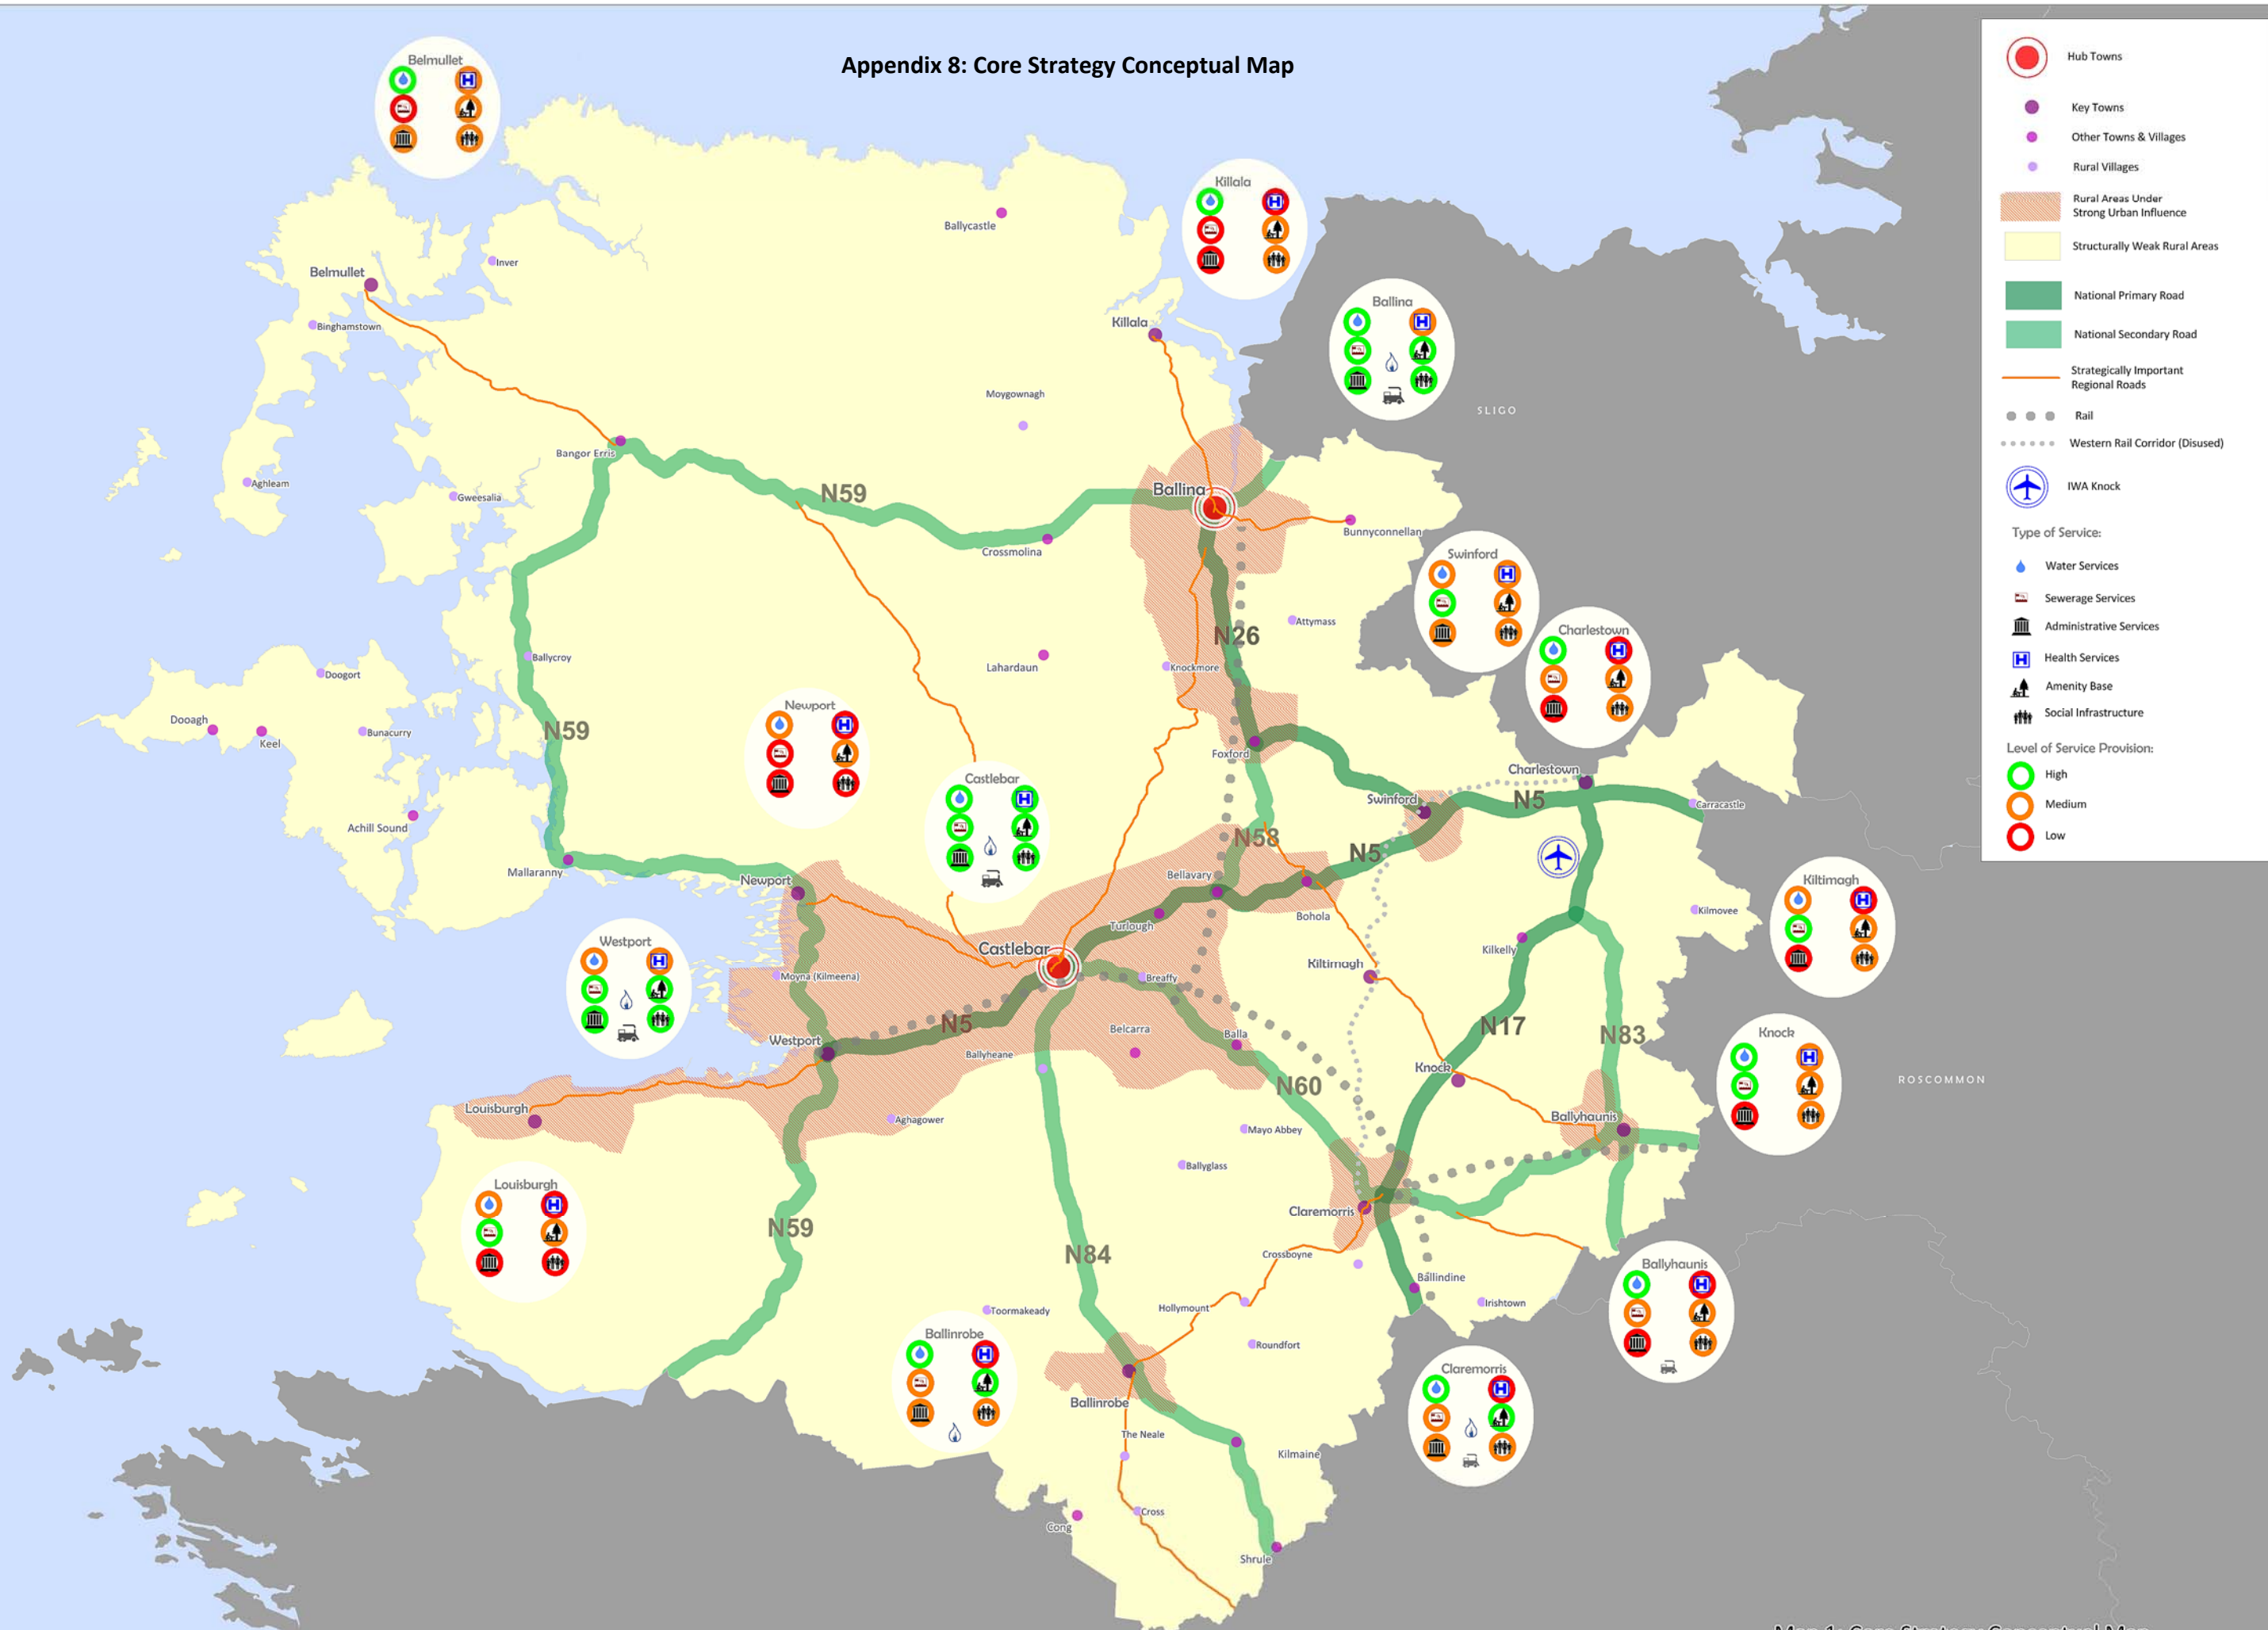 Appendix 8: Core Strategy Conceptual Map
Belmullet
Killala
Ballina
Swinford
Charlestown
Newport
Castlebar
Westport
Kiltimagh
Knock
Louisburgh
Ballinrobe
Ballyhaunis
Claremorris
Ballycastle
Inver
Belmullet
Binghamstown
Killala
SLIGO
Moygownagh
Bangor Erris
Aghleam
Gweesalia
N59
Ballina
Bunnyconnellan
Crossmolina
Attymass
N26
Ballycroy
Lahardaun
Knockmore
Doogort
Dooagh
Keel
Bunacurry
N59
Foxford
Charlestown
Swinford
N5
Carracastle
Achill Sound
N58
N5
Mallaranny
Newport
Bellavary
Bohola
Turlough
Kilmovee
Castlebar
Kilkelly
Kiltimagh
Moyna (Kilmeena)
Breaffy
N5
Belcarra
Balla
N17
N83
Westport
Ballyheane
Knock
N60
ROSCOMMON
Louisburgh
Aghagower
Mayo Abbey
Ballyhaunis
Ballyglass
Claremorris
N59
N84
Crossboyne
Ballindine
Toormakeady
Hollymount
Irishtown
Roundfort
Ballinrobe
The Neale
Kilmaine
Cross
Cong
Shrule
Hub Towns
Key Towns
Other Towns & Villages
Rural Villages
Rural Areas Under
Strong Urban Influence
Structurally Weak Rural Areas
National Primary Road
National Secondary Road
Strategically Important
Regional Roads
Rail
Western Rail Corridor (Disused)
IWA Knock
Type of Service:
Water Services
Sewerage Services
Administrative Services
Health Services
Amenity Base
Social Infrastructure
Level of Service Provision:
High
Medium
Low
Map 1: Core Strategy Conceptual Map